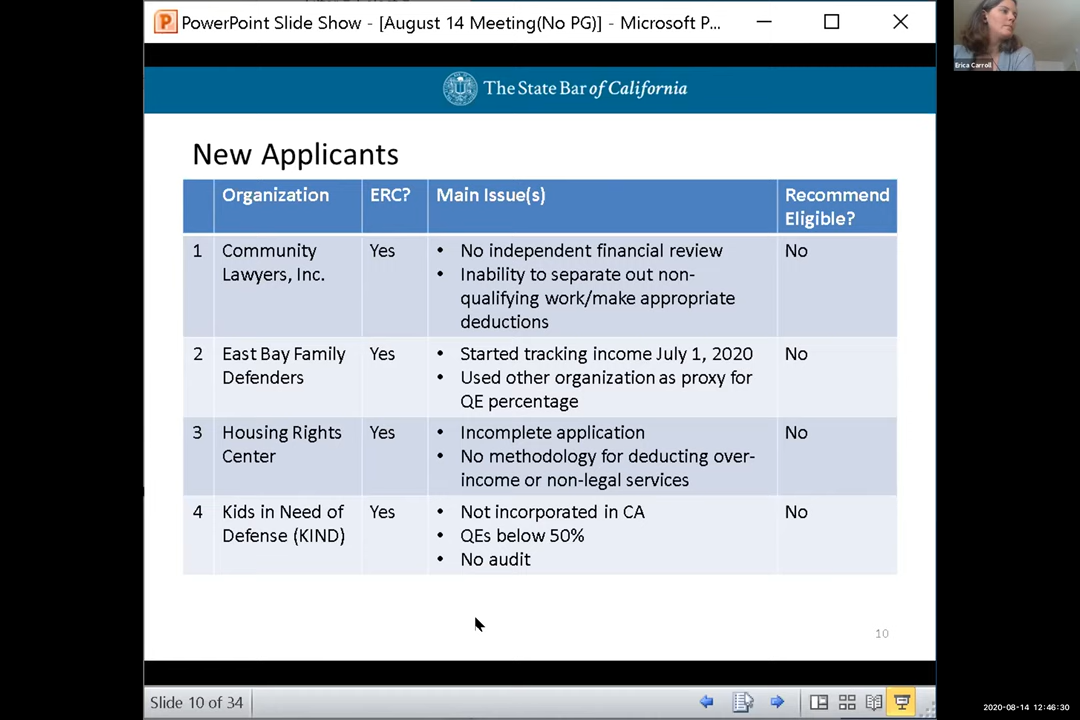 PowerPoint Slide Show - [August 14 Meeting(No PG)] - Microsoft P...
Erica Carroll
The State Bar of California
New Applicants
Organization ERC? Main Issue(s) Recommend
Eligible?
1 Community Yes • No independent financial review No
Lawyers, Inc. • Inability to separate out non-
qualifying work/make appropriate
deductions
2 East Bay Family Yes • Started tracking income July 1, 2020 No
Defenders • Used other organization as proxy for
QE percentage
3 Housing Rights Yes • Incomplete application No
Center • No methodology for deducting over-
income or non-legal services
4 Kids in Need of Yes • Not incorporated in CA No
Defense (KIND) • QEs below 50%
• No audit
10
Slide 10 of 34
2020-08-14 12:46:30